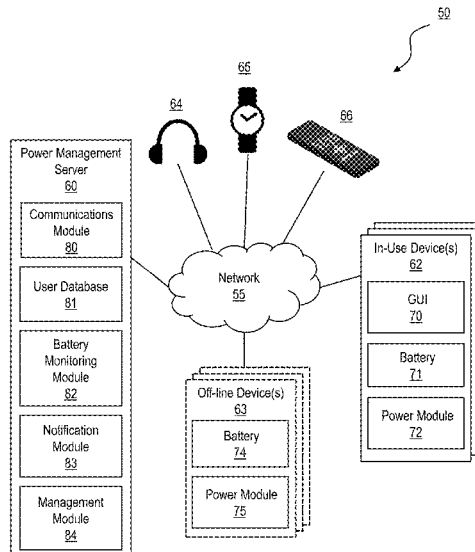 50
65
64
66
Power Management
Server
60
Communications
Module
80
User Database
81
Battery
Monitoring
Module
82
Notification
Module
83
Management
Module
84
Network
55
In-Use Device(s)
62
GUI
70
Battery
71
Power Module
72
Off-line Device(s)
63
Battery
74
Power Module
75